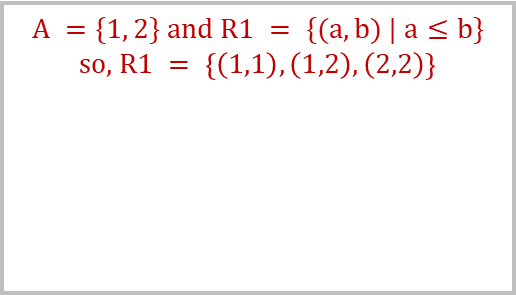 A = {1, 2} and R1 = {(a, b) | a ≤ b}
so, R1 = {(1,1), (1,2), (2,2)}